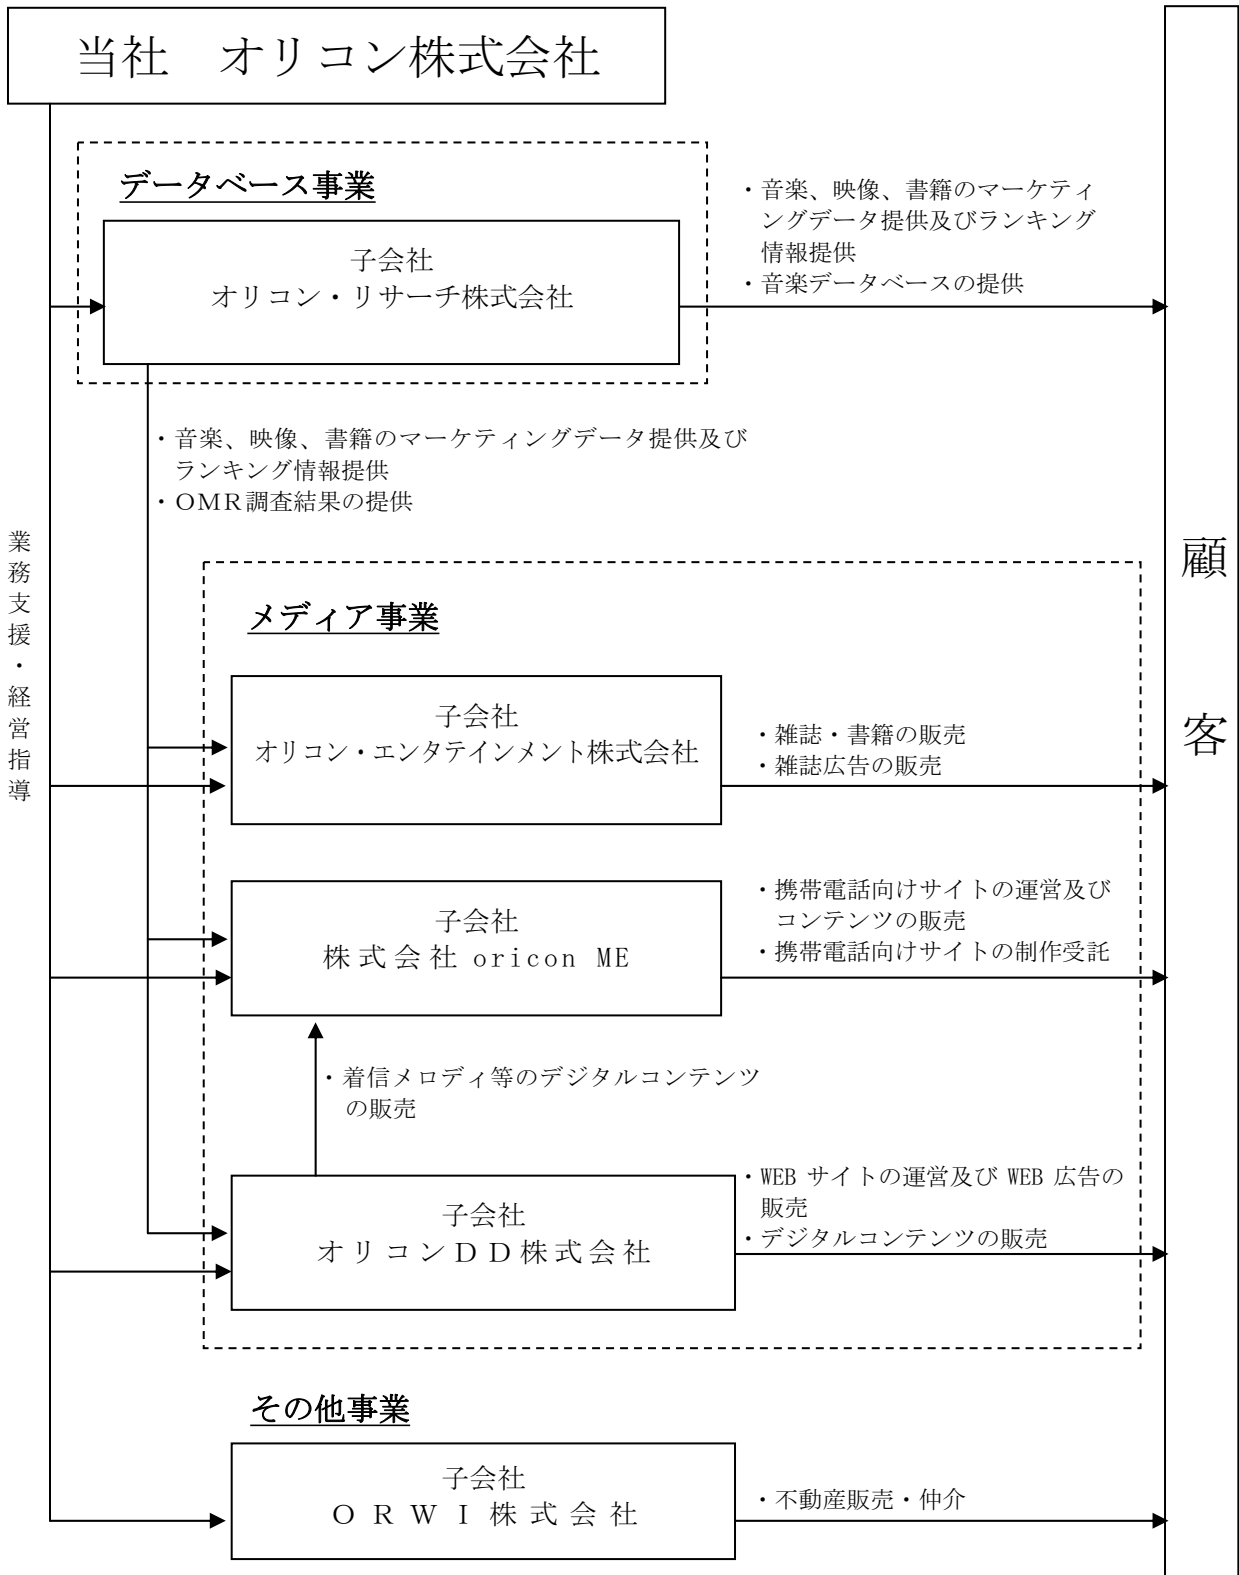 当社　オリコン株式会社
データベース事業
子会社
オリコン・リサーチ株式会社
・音楽、映像、書籍のマーケティ
ングデータ提供及びランキング
情報提供
・音楽データベースの提供
・音楽、映像、書籍のマーケティングデータ提供及び
ランキング情報提供
・ＯＭＲ調査結果の提供
業務支援・経営指導
顧客
メディア事業
子会社
オリコン・エンタテインメント株式会社
・雑誌・書籍の販売
・雑誌広告の販売
子会社
株式会社 oricon ME
・携帯電話向けサイトの運営及び
コンテンツの販売
・携帯電話向けサイトの制作受託
・着信メロディ等のデジタルコンテンツ
の販売
子会社
オリコンＤＤ株式会社
・WEB サイトの運営及び WEB 広告の
販売
・デジタルコンテンツの販売
その他事業
子会社
ＯＲＷＩ株式会社
・不動産販売・仲介